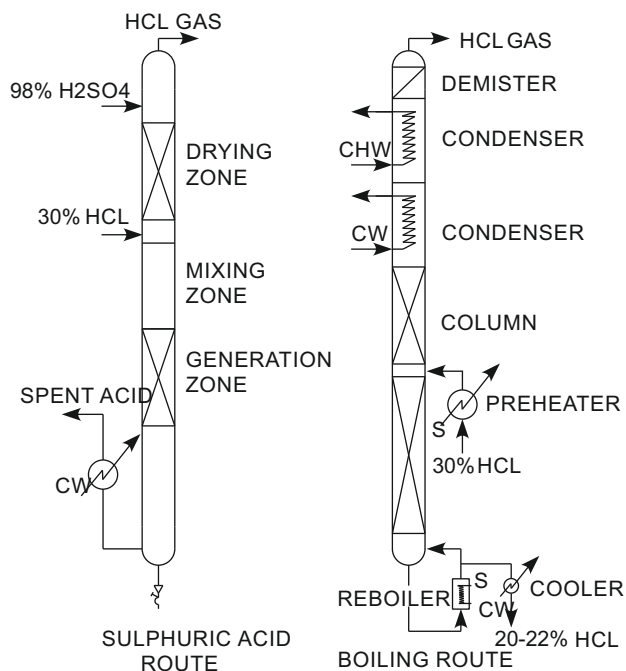 HCL GAS
98% H2SO4
DRYING
ZONE
30% HCL
MIXING
ZONE
GENERATION
ZONE
SPENT ACID
CW
SULPHURIC ACID
ROUTE
HCL GAS
DEMISTER
CONDENSER
CHW
CONDENSER
CW
COLUMN
PREHEATER
S
30% HCL
REBOILER
S
CW
COOLER
20-22% HCL
BOILING ROUTE